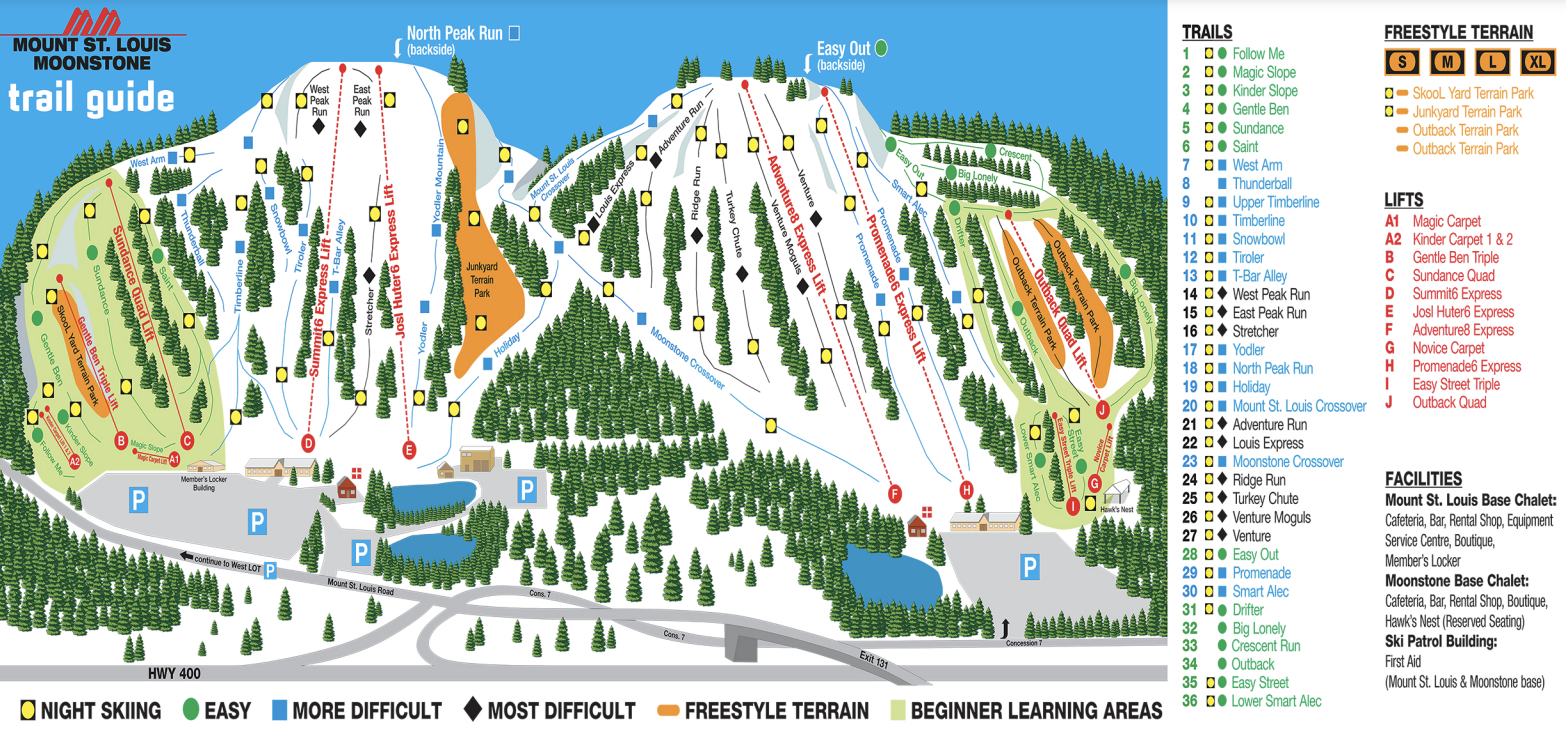 MOUNT ST. LOUIS
MOONSTONE
trail guide
North Peak Run
(backside)
Easy Out
(backside)
West
Peak
Run
East
Peak
Run
West Arm
Thunderball
Timberline
Snowbowl
Tiroler
Summit6 Express Lift
T-Bar Alley
Stretcher
Josl Huter6 Express Lift
Yodler Mountain
Yodler
Junkyard
Terrain
Park
Holiday
Mount St. Louis
Crossover
Louis Express
Adventure Run
Ridge Run
Turkey Chute
Venture Moguls
Venture
Adventure8 Express Lift
Moonstone Crossover
Promenade
Promenade
Promenade6 Express Lift
Smart Alec
Easy Out
Crescent
Big Lonely
Big Lonely
Drifter
Outback
Outback Terrain Park
Outback Quad Lift
Outback Terrain Park
Lower Smart Alec
Easy Street Triple Lift
Easy
Street
Novice
Carpet Lift
Hawk's Nest
Sundance
Sundance Quad Lift
Saint
Gentle Ben
SkooL Yard Terrain Park
Gentle Ben Triple Lift
Kinder Slope
Follow Me
Magic Slope
Magic Carpet Lift
A2
B
A1
C
D
E
F
H
I
G
J
Member's Locker
Building
P
P
P
P
P
continue to West LOT P
Mount St. Louis Road
Cons. 7
Cons. 7
Concession 7
Exit 131
HWY 400
NIGHT SKIING
EASY
MORE DIFFICULT
MOST DIFFICULT
FREESTYLE TERRAIN
BEGINNER LEARNING AREAS
TRAILS
1 Follow Me
2 Magic Slope
3 Kinder Slope
4 Gentle Ben
5 Sundance
6 Saint
7 West Arm
8 Thunderball
9 Upper Timberline
10 Timberline
11 Snowbowl
12 Tiroler
13 T-Bar Alley
14 West Peak Run
15 East Peak Run
16 Stretcher
17 Yodler
18 North Peak Run
19 Holiday
20 Mount St. Louis Crossover
21 Adventure Run
22 Louis Express
23 Moonstone Crossover
24 Ridge Run
25 Turkey Chute
26 Venture Moguls
27 Venture
28 Easy Out
29 Promenade
30 Smart Alec
31 Drifter
32 Big Lonely
33 Crescent Run
34 Outback
35 Easy Street
36 Lower Smart Alec
FREESTYLE TERRAIN
S M L XL
SkooL Yard Terrain Park
Junkyard Terrain Park
Outback Terrain Park
Outback Terrain Park
LIFTS
A1 Magic Carpet
A2 Kinder Carpet 1 & 2
B Gentle Ben Triple
C Sundance Quad
D Summit6 Express
E Josl Huter6 Express
F Adventure8 Express
G Novice Carpet
H Promenade6 Express
I Easy Street Triple
J Outback Quad
FACILITIES
Mount St. Louis Base Chalet:
Cafeteria, Bar, Rental Shop, Equipment
Service Centre, Boutique,
Member's Locker
Moonstone Base Chalet:
Cafeteria, Bar, Rental Shop, Boutique,
Hawk's Nest (Reserved Seating)
Ski Patrol Building:
First Aid
(Mount St. Louis & Moonstone base)